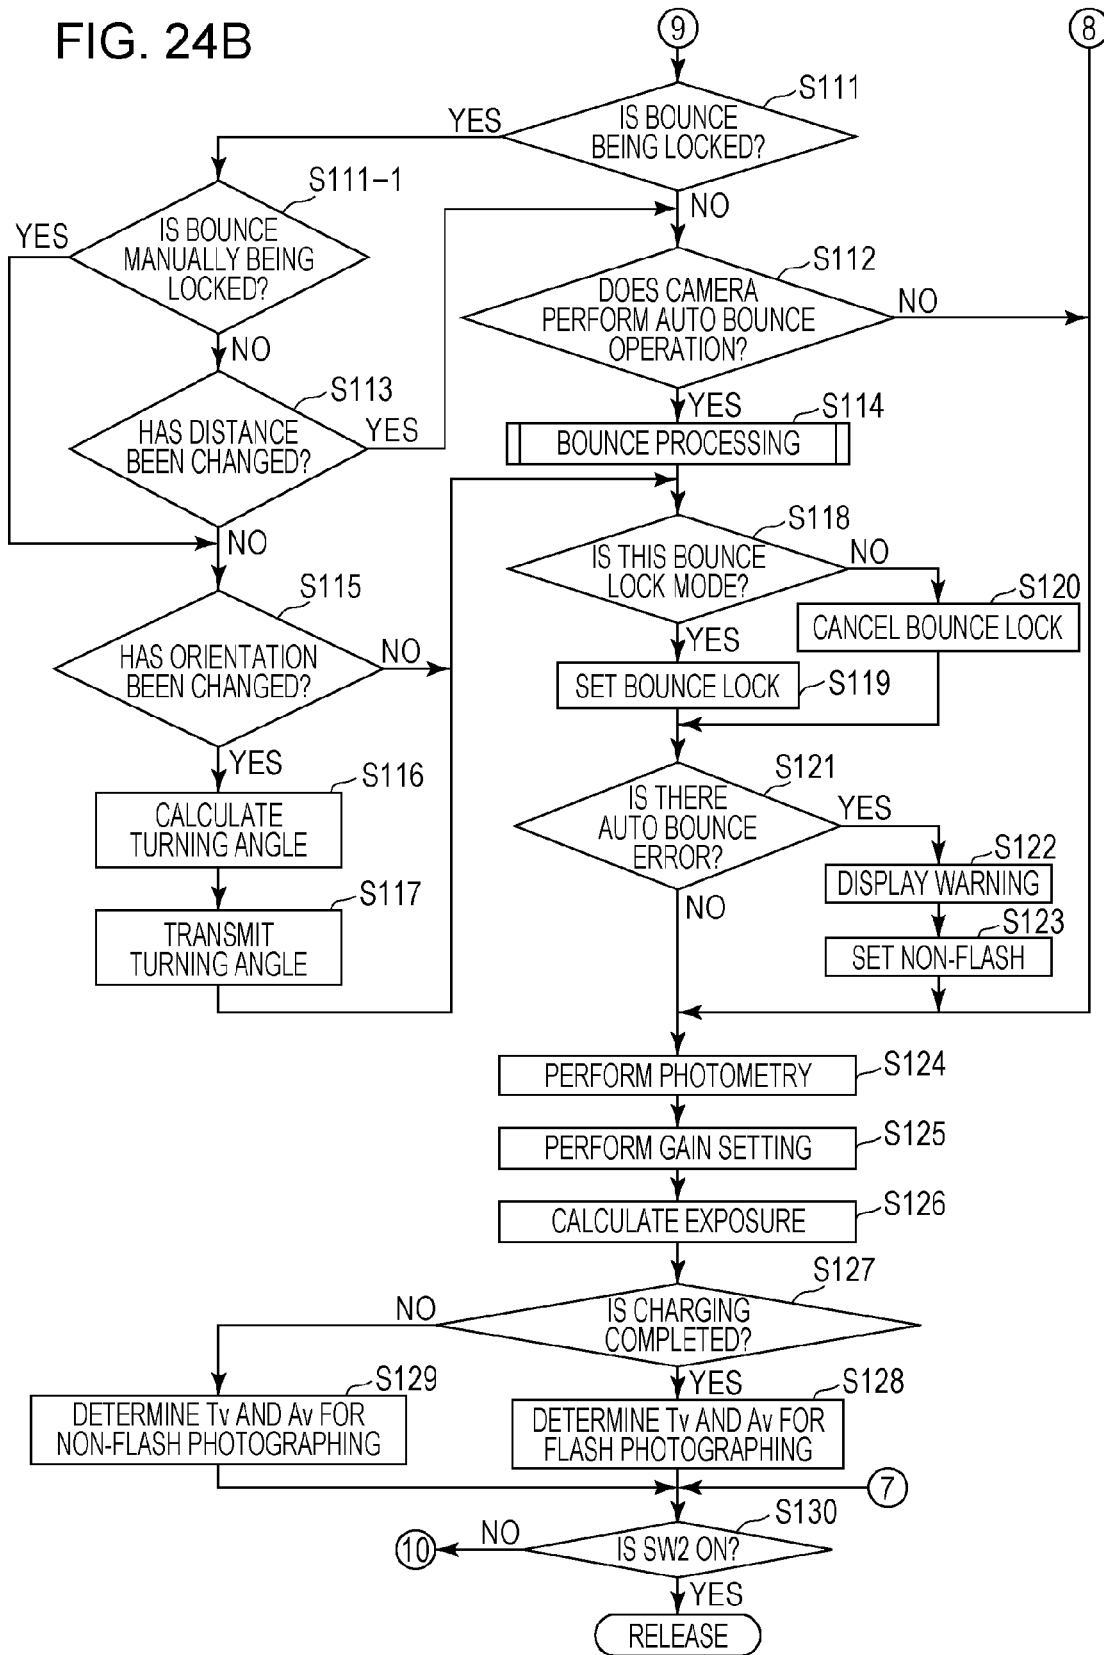 FIG. 24B
9
8
S111
IS BOUNCE
BEING LOCKED?
YES
NO
S111-1
IS BOUNCE
MANUALLY BEING
LOCKED?
YES
NO
S112
DOES CAMERA
PERFORM AUTO BOUNCE
OPERATION?
NO
YES
S113
HAS DISTANCE
BEEN CHANGED?
YES
NO
S114
BOUNCE PROCESSING
S118
IS THIS BOUNCE
LOCK MODE?
NO
YES
S120
CANCEL BOUNCE LOCK
S115
HAS ORIENTATION
BEEN CHANGED?
NO
YES
SET BOUNCE LOCK
S119
S116
CALCULATE
TURNING ANGLE
S121
IS THERE
AUTO BOUNCE
ERROR?
YES
NO
S122
DISPLAY WARNING
S117
TRANSMIT
TURNING ANGLE
S123
SET NON-FLASH
PERFORM PHOTOMETRY
S124
PERFORM GAIN SETTING
S125
CALCULATE EXPOSURE
S126
S127
IS CHARGING
COMPLETED?
NO
YES
S129
DETERMINE Tv AND Av FOR
NON-FLASH PHOTOGRAPHING
S128
DETERMINE Tv AND Av FOR
FLASH PHOTOGRAPHING
7
S130
IS SW2 ON?
NO
10
YES
RELEASE